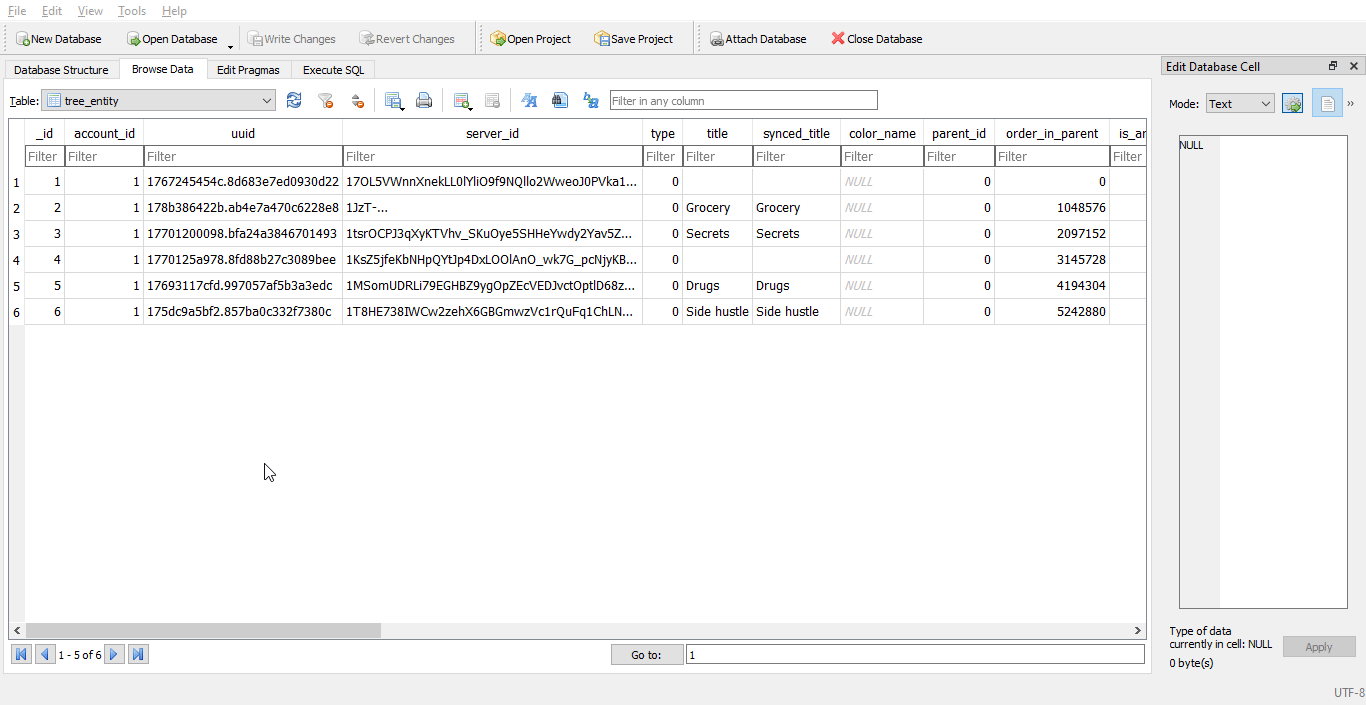 File Edit View Tools Help
New Database Open Database Write Changes Revert Changes Open Project Save Project Attach Database Close Database
Database Structure Browse Data Edit Pragmas Execute SQL
Edit Database Cell
Table: tree_entity Filter in any column
Mode: Text »
_id account_id uuid server_id type title synced_title color_name parent_id order_in_parent is_ar
Filter Filter Filter Filter Filter Filter Filter Filter Filter Filter Filter
NULL
1 1 1 1767245454c.8d683e7ed0930d22 17OL5VWnnXnekLL0lYliO9f9NQllo2WweoJ0PVka1... 0 NULL 0 0
2 2 1 178b386422b.ab4e7a470c6228e8 1JzT-... 0 Grocery Grocery NULL 0 1048576
3 3 1 17701200098.bfa24a3846701493 1tsrOCPJ3qXyKTVhv_SKuOye5SHHeYwdy2Yav5Z... 0 Secrets Secrets NULL 0 2097152
4 4 1 1770125a978.8fd88b27c3089bee 1KsZ5jfeKbNHpQYtJp4DxLOOlAnO_wk7G_pcNjyKB... 0 NULL 0 3145728
5 5 1 17693117cfd.997057af5b3a3edc 1MSomUDRLi79EGHBZ9ygOpZEcVEDJvctOptlD68z... 0 Drugs Drugs NULL 0 4194304
6 6 1 175dc9a5bf2.857ba0c332f7380c 1T8HE738IWCw2zehX6GBGmwzVc1rQuFq1ChLN... 0 Side hustle Side hustle NULL 0 5242880
1 - 5 of 6 Go to: 1
Type of data
currently in cell: NULL
Apply
0 byte(s)
UTF-8